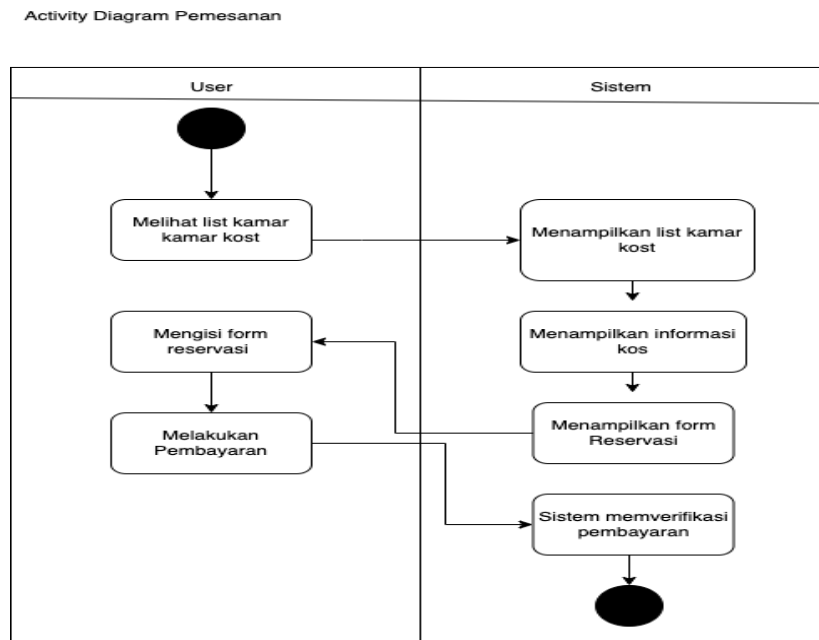 Activity Diagram Pemesanan
User
Sistem
Melihat list kamar
kamar kost
Menampilkan list kamar
kost
Menampilkan informasi
kos
Mengisi form
reservasi
Menampilkan form
Reservasi
Melakukan
Pembayaran
Sistem memverifikasi
pembayaran